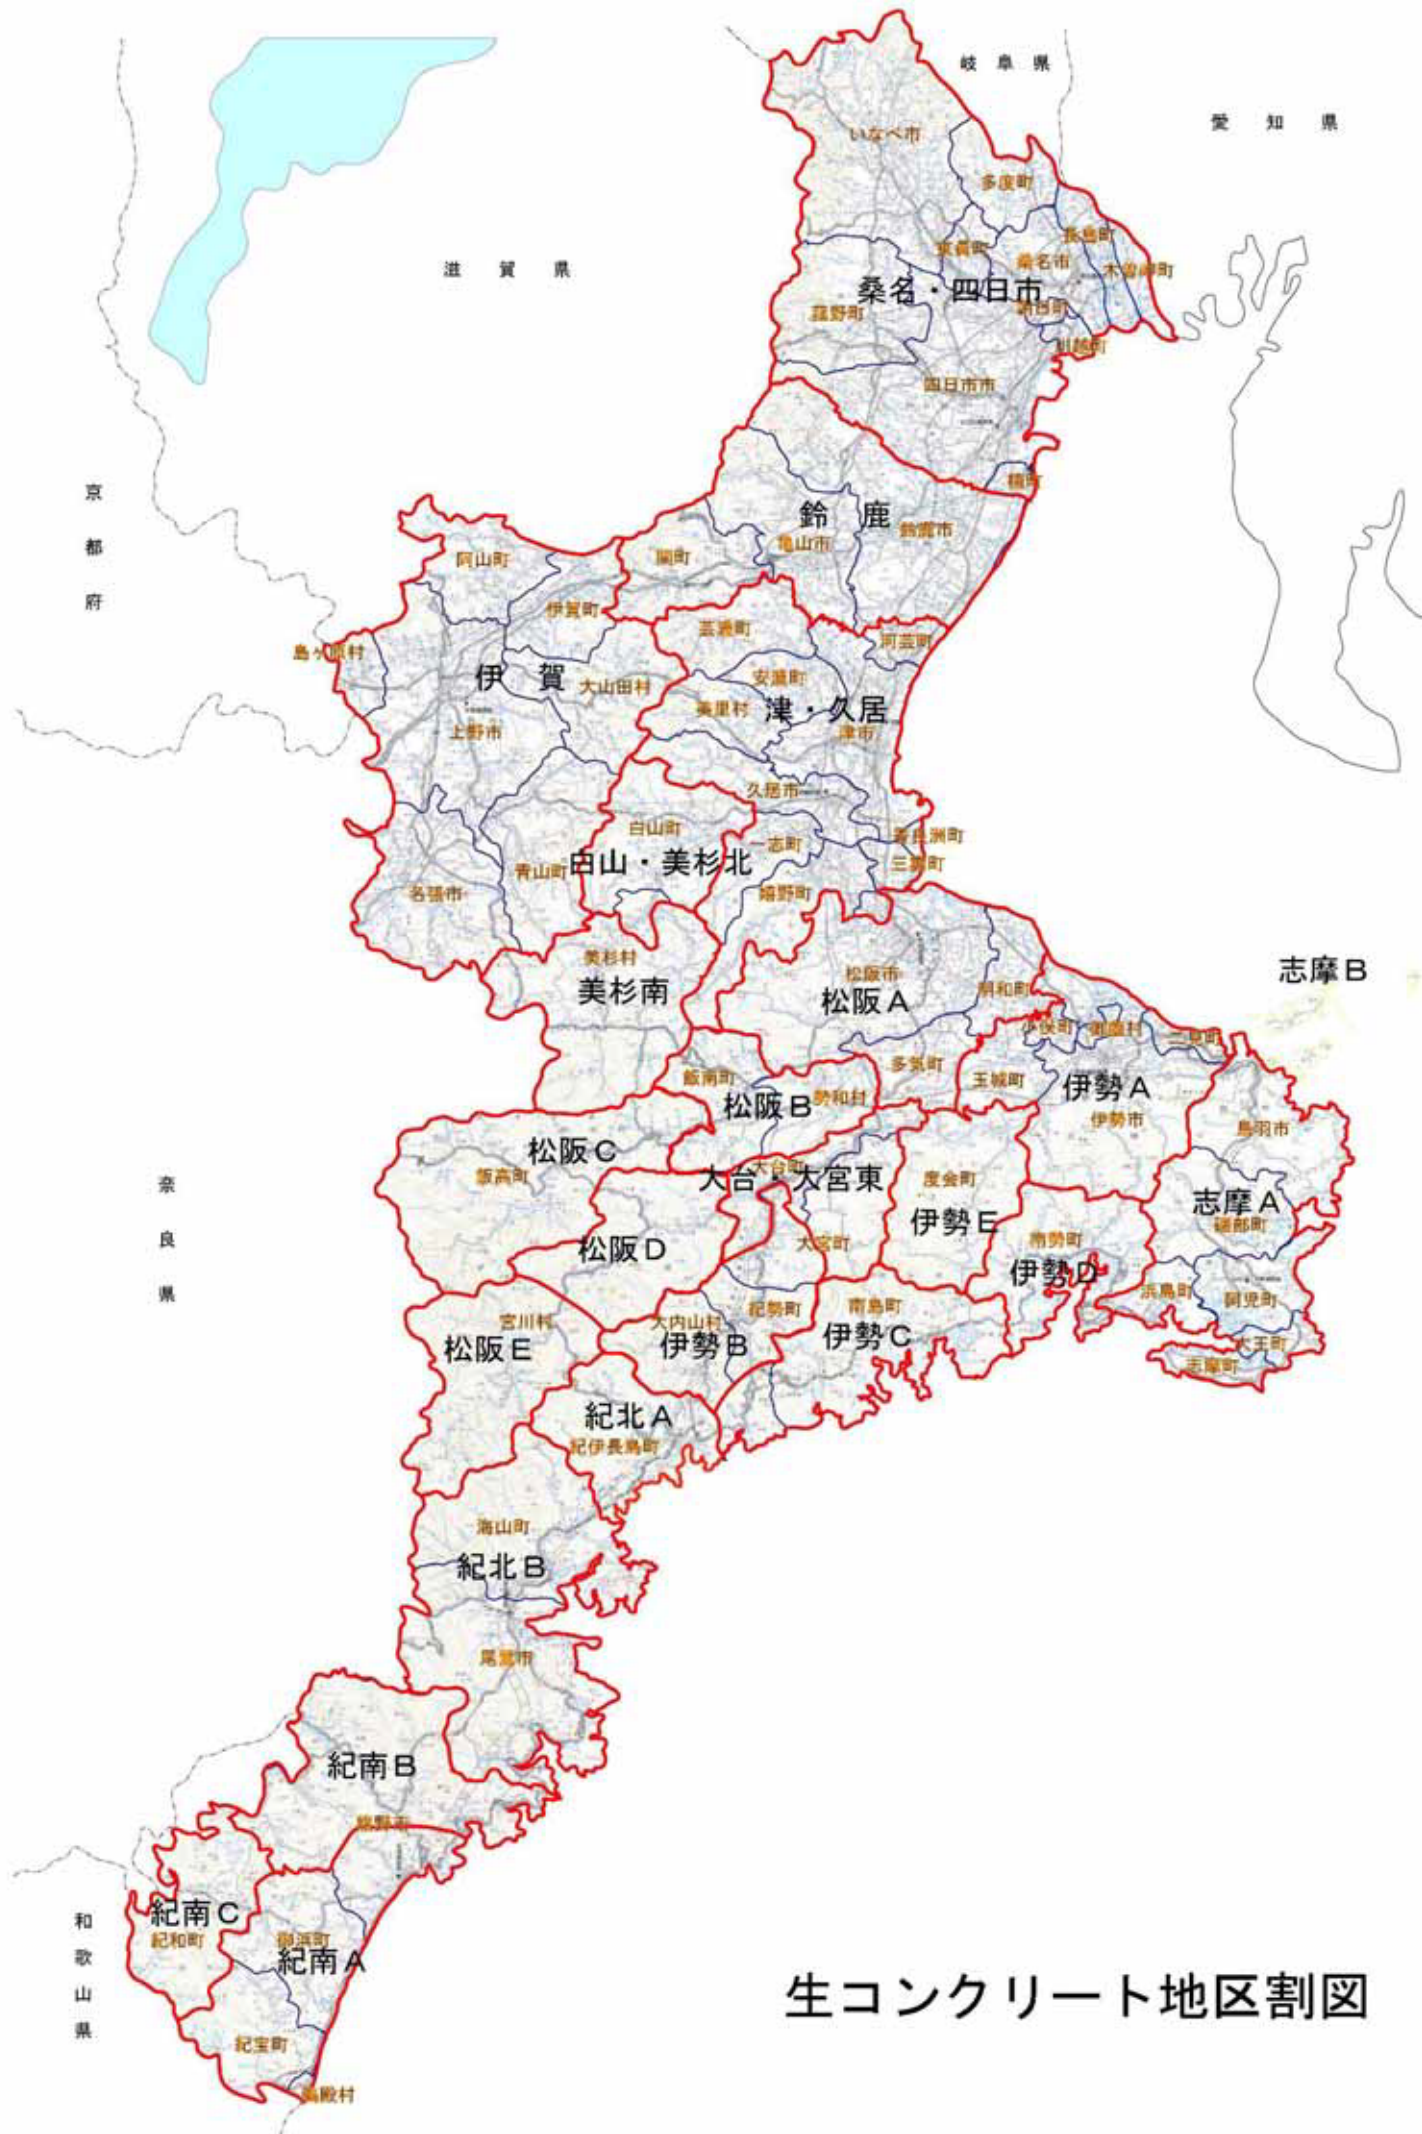 岐阜県
愛知県
いなべ市
多度町
長島町
東員町
桑名市
木曽岬町
滋賀県
桑名・四日市
朝日町
菰野町
川越町
四日市市
楠町
京都府
鈴鹿
鈴鹿市
亀山市
関町
阿山町
伊賀町
芸濃町
河芸町
島ヶ原村
伊賀
安濃町
大山田村
美里村
津・久居
上野市
津市
久居市
白山町
香良洲町
一志町
白山・美杉北
三雲町
青山町
名張市
嬉野町
美杉村
志摩B
松阪市
美杉南
松阪A
明和町
小俣町
御薗村
二見町
多気町
飯南町
玉城町
伊勢A
勢和村
松阪B
伊勢市
鳥羽市
松阪C
大台町
飯高町
大台・大宮東
度会町
奈良県
志摩A
伊勢E
磯部町
大宮町
南勢町
松阪D
伊勢D
浜島町
阿児町
紀勢町
南島町
宮川村
大内山村
伊勢C
松阪E
伊勢B
大王町
志摩町
紀北A
紀伊長島町
海山町
紀北B
尾鷲市
紀南B
熊野市
紀南C
和歌山県
紀和町
御浜町
紀南A
生コンクリート地区割図
紀宝町
鵜殿村